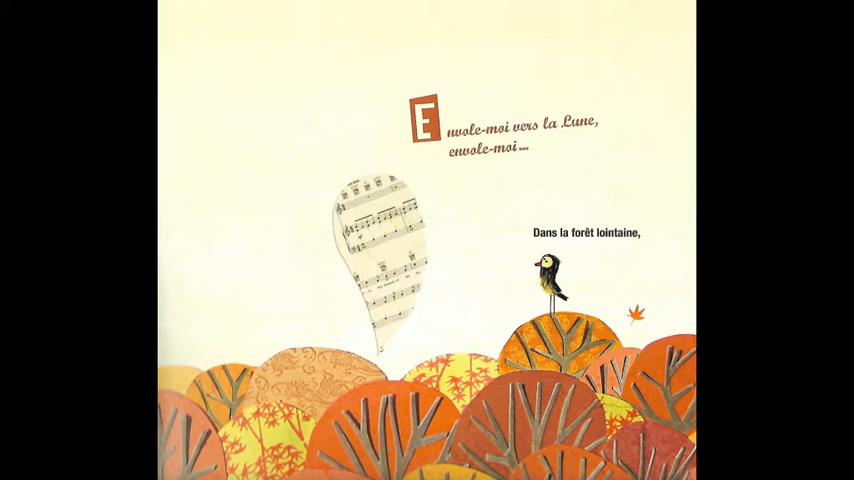 Envole-moi vers la Lune,
envole-moi...
Dans la forêt lointaine,